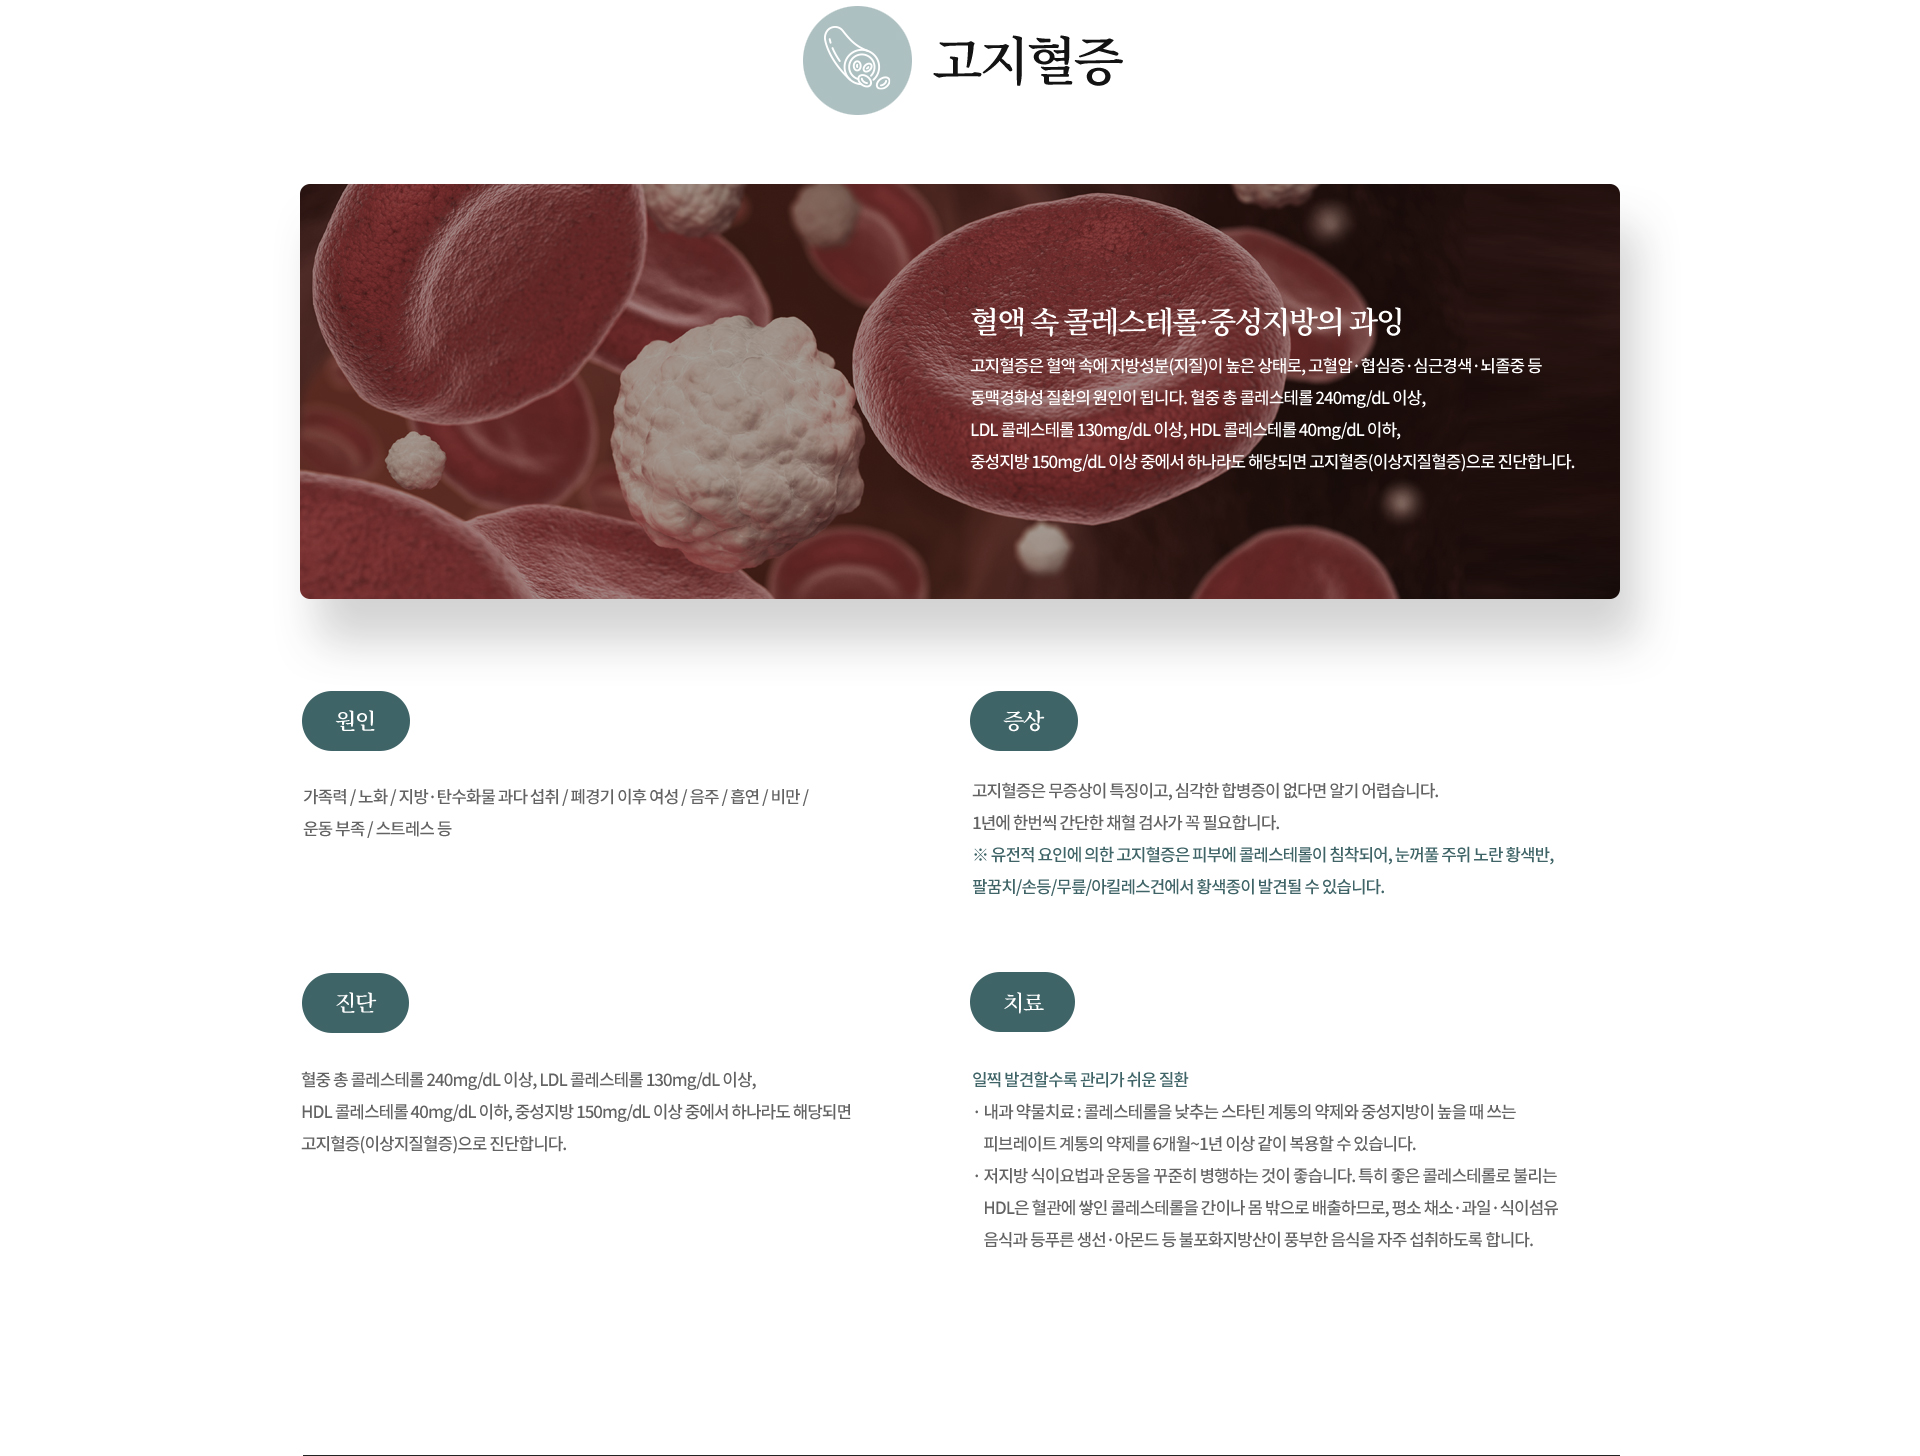 고지혈증
혈액 속 콜레스테롤·중성지방의 과잉
고지혈증은 혈액 속에 지방성분(지질)이 높은 상태로, 고혈압·협심증·심근경색·뇌졸중 등
동맥경화성 질환의 원인이 됩니다. 혈중 총 콜레스테롤 240mg/dL 이상,
LDL 콜레스테롤 130mg/dL 이상, HDL 콜레스테롤 40mg/dL 이하,
중성지방 150mg/dL 이상 중에서 하나라도 해당되면 고지혈증(이상지질혈증)으로 진단합니다.
원인
가족력 / 노화 / 지방·탄수화물 과다 섭취 / 폐경기 이후 여성 / 음주 / 흡연 / 비만 /
운동 부족 / 스트레스 등
증상
고지혈증은 무증상이 특징이고, 심각한 합병증이 없다면 알기 어렵습니다.
1년에 한번씩 간단한 채혈 검사가 꼭 필요합니다.
※ 유전적 요인에 의한 고지혈증은 피부에 콜레스테롤이 침착되어, 눈꺼풀 주위 노란 황색반,
팔꿈치/손등/무릎/아킬레스건에서 황색종이 발견될 수 있습니다.
진단
혈중 총 콜레스테롤 240mg/dL 이상, LDL 콜레스테롤 130mg/dL 이상,
HDL 콜레스테롤 40mg/dL 이하, 중성지방 150mg/dL 이상 중에서 하나라도 해당되면
고지혈증(이상지질혈증)으로 진단합니다.
치료
일찍 발견할수록 관리가 쉬운 질환
· 내과 약물치료 : 콜레스테롤을 낮추는 스타틴 계통의 약제와 중성지방이 높을 때 쓰는
피브레이트 계통의 약제를 6개월~1년 이상 같이 복용할 수 있습니다.
· 저지방 식이요법과 운동을 꾸준히 병행하는 것이 좋습니다. 특히 좋은 콜레스테롤로 불리는
HDL은 혈관에 쌓인 콜레스테롤을 간이나 몸 밖으로 배출하므로, 평소 채소·과일·식이섬유
음식과 등푸른 생선·아몬드 등 불포화지방산이 풍부한 음식을 자주 섭취하도록 합니다.